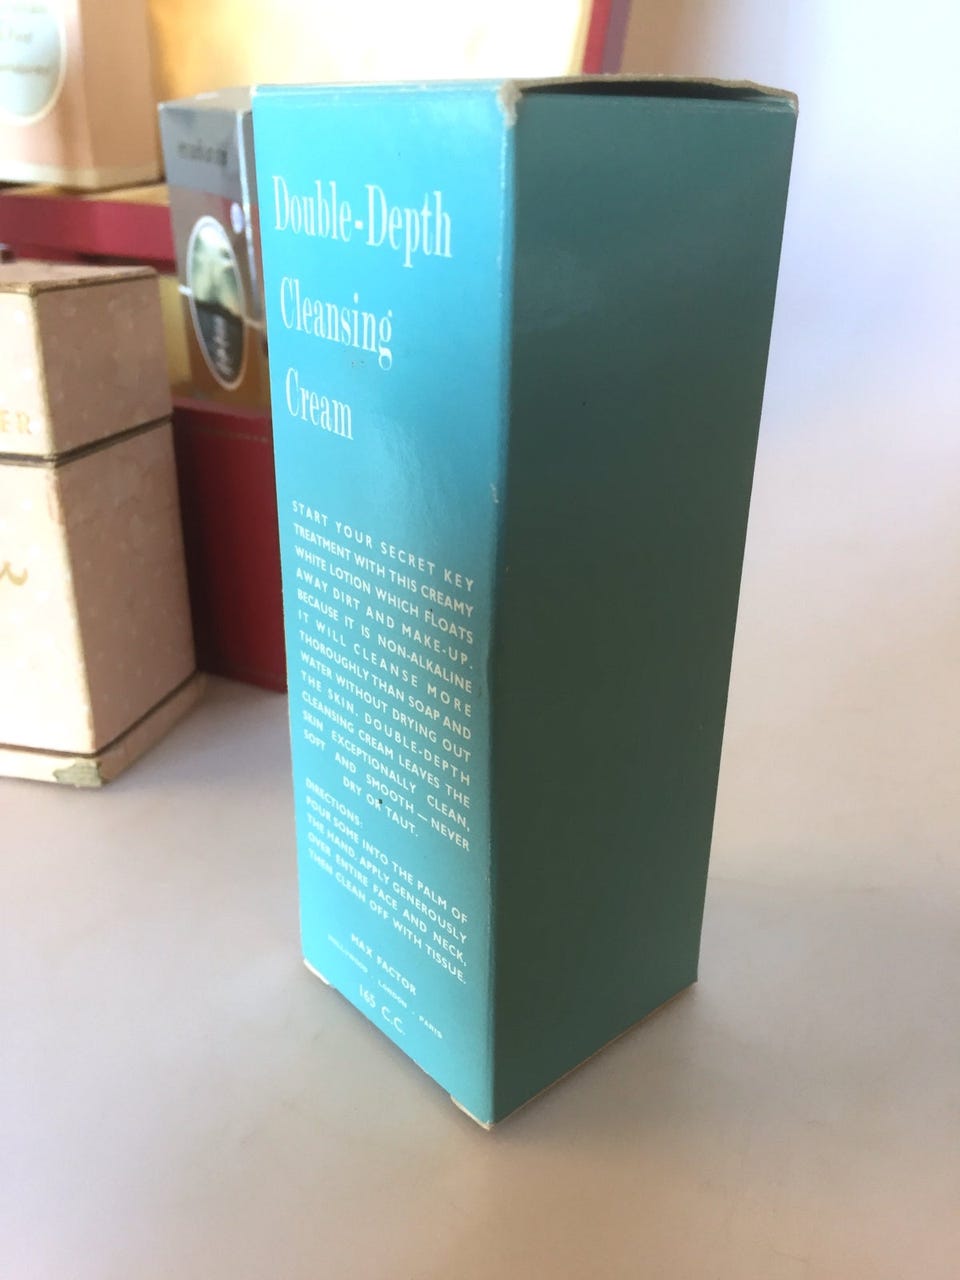 Double-Depth
Cleansing
Cream
START YOUR SECRET KEY
TREATMENT WITH THIS CREAMY
WHITE LOTION WHICH FLOATS
AWAY DIRT AND MAKE-UP.
BECAUSE IT IS NON-ALKALINE
IT WILL CLEANSE MORE
THOROUGHLY THAN SOAP AND
WATER WITHOUT DRYING OUT
THE SKIN. DOUBLE-DEPTH
CLEANSING CREAM LEAVES THE
SKIN EXCEPTIONALLY CLEAN,
SOFT AND SMOOTH — NEVER
DRY OR TAUT.
DIRECTIONS:
POUR SOME INTO THE PALM OF
THE HAND. APPLY GENEROUSLY
OVER ENTIRE FACE AND NECK,
THEN CLEAN OFF WITH TISSUE.
MAX FACTOR
HOLLYWOOD · LONDON · PARIS
165 C.C.
ER